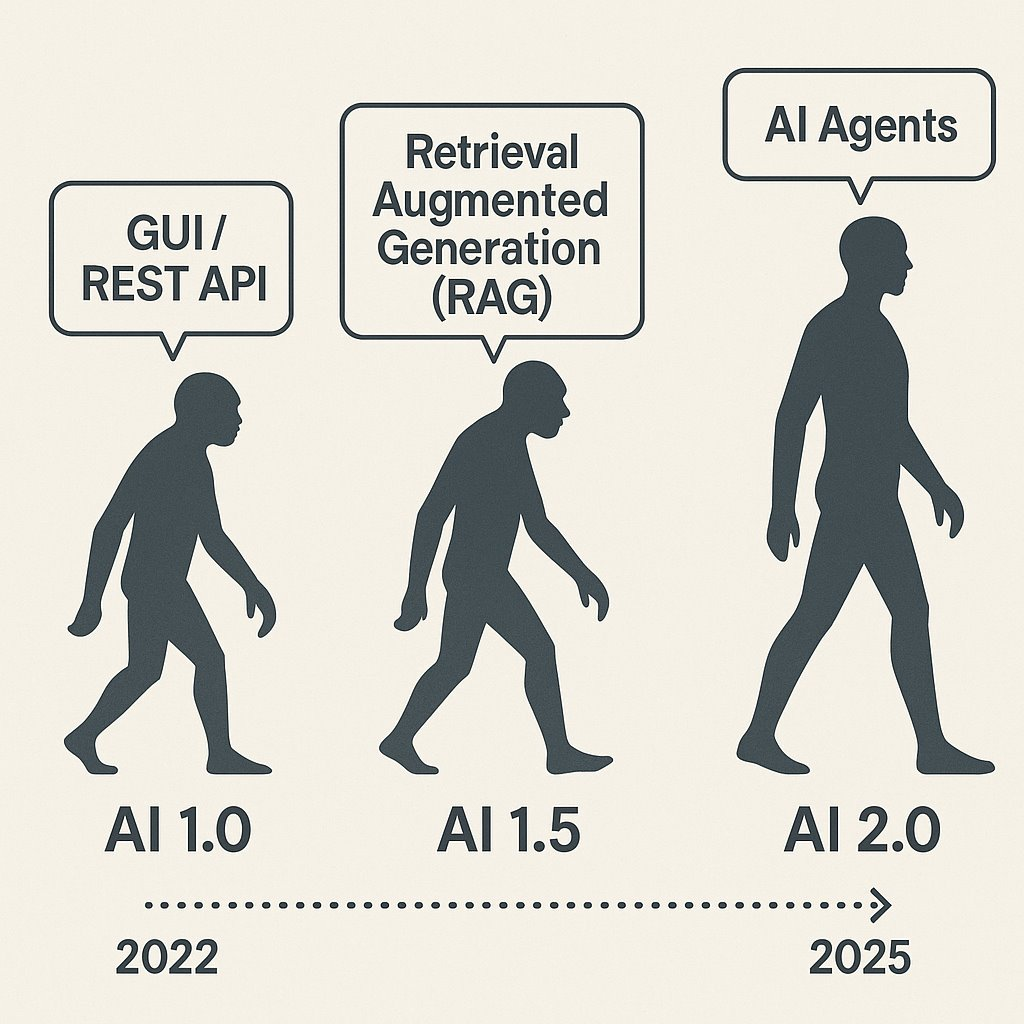 GUI /
REST API
Retrieval
Augmented
Generation
(RAG)
AI Agents
AI 1.0
AI 1.5
AI 2.0
2022
2025